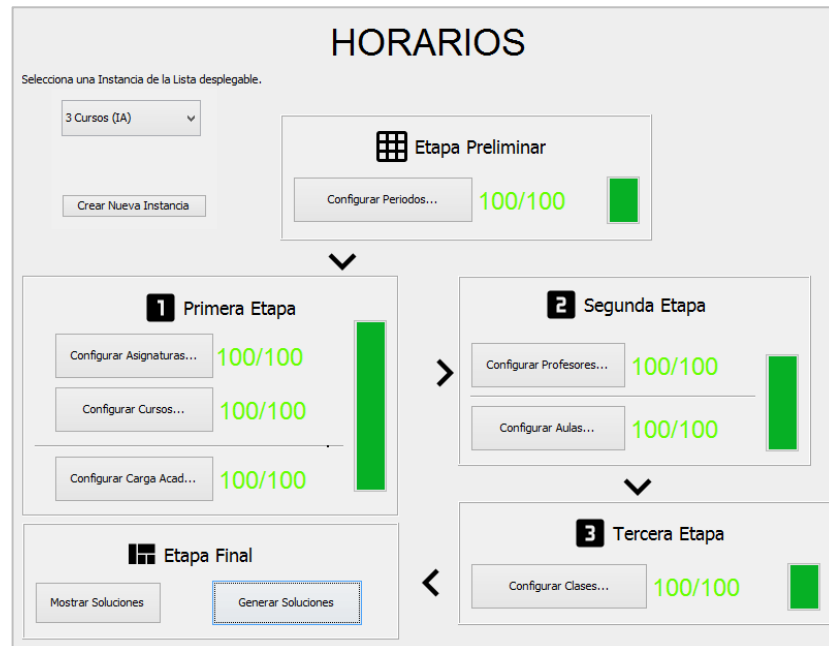 HORARIOS
Selecciona una Instancia de la Lista desplegable.
3 Cursos (IA)
Crear Nueva Instancia
Etapa Preliminar
Configurar Periodos...
100/100
1 Primera Etapa
Configurar Asignaturas...
100/100
Configurar Cursos...
100/100
Configurar Carga Acad...
100/100
2 Segunda Etapa
Configurar Profesores...
100/100
Configurar Aulas...
100/100
3 Tercera Etapa
Configurar Clases...
100/100
Etapa Final
Mostrar Soluciones
Generar Soluciones